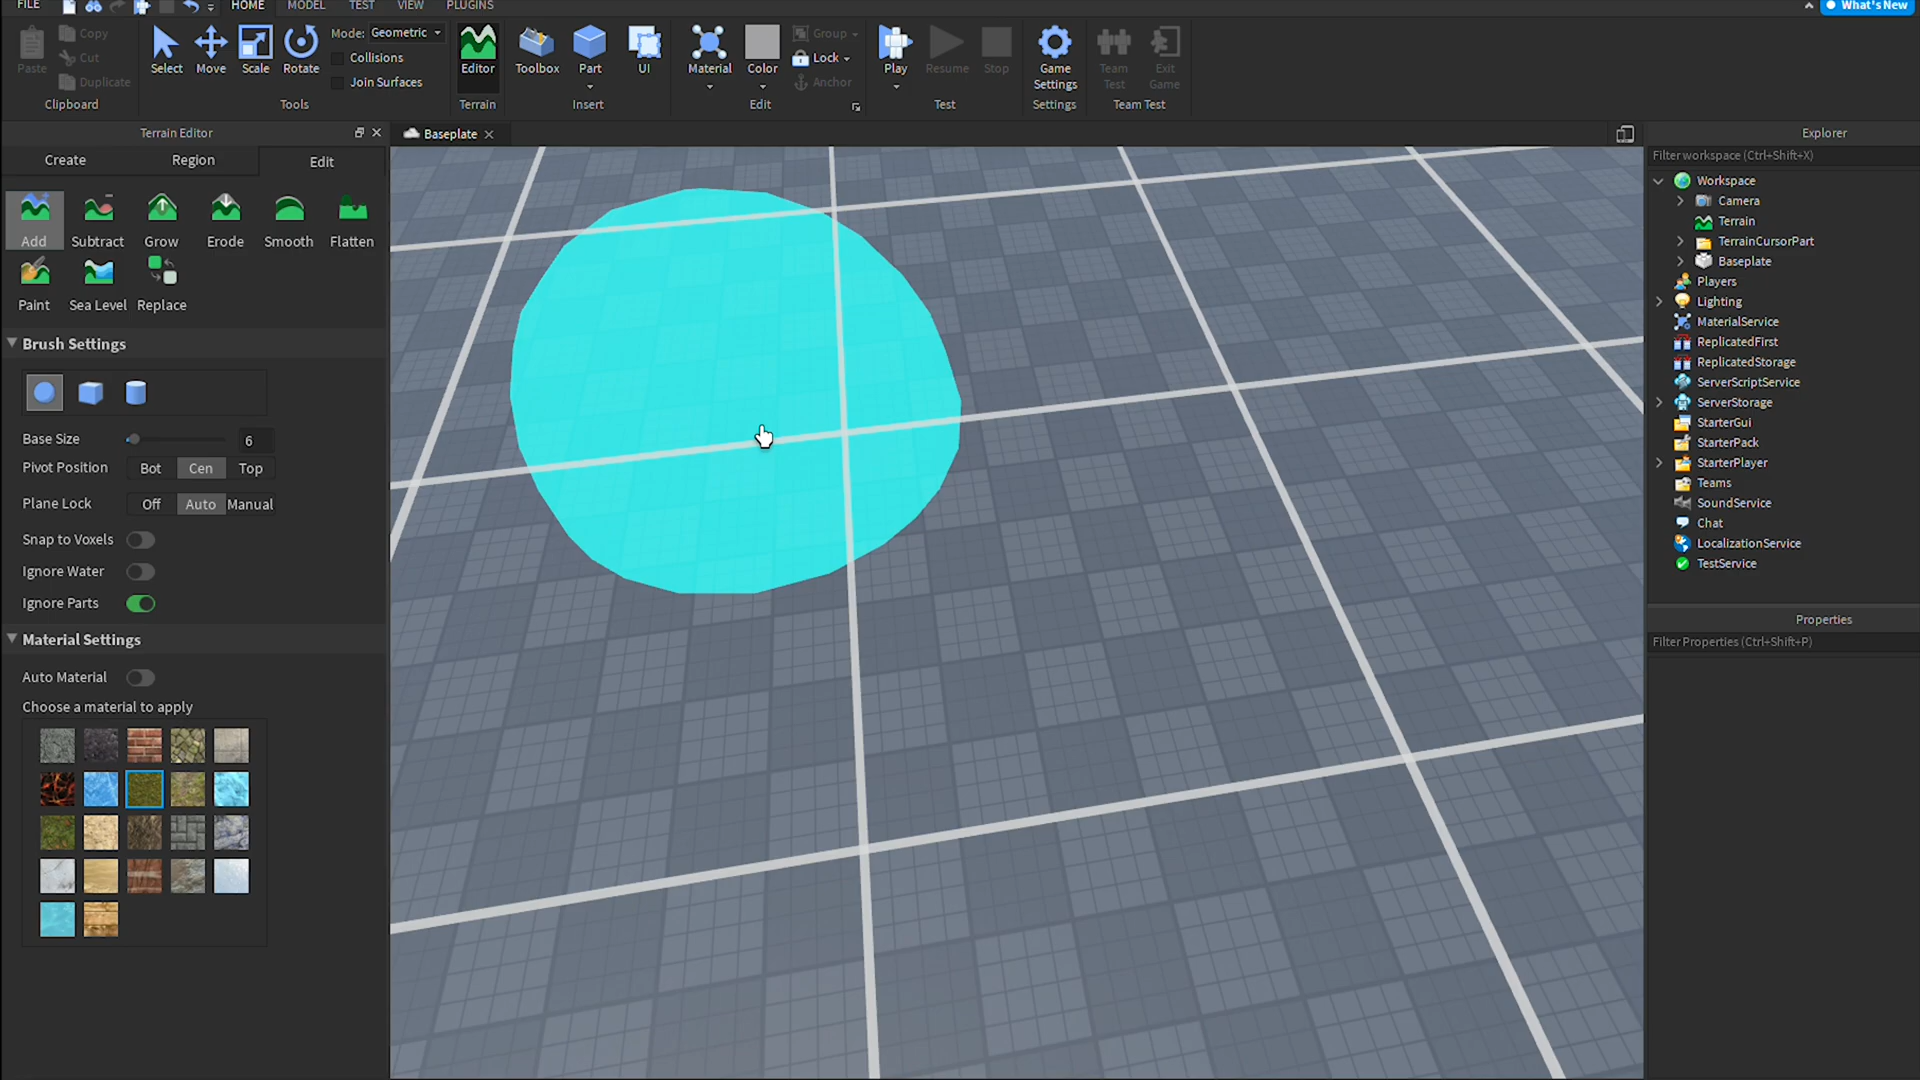 FILE HOME MODEL TEST VIEW PLUGINS What's New
Paste Copy Cut Duplicate
Clipboard
Select Move Scale Rotate
Mode: Geometric
Collisions
Join Surfaces
Tools
Editor
Terrain
Toolbox Part UI
Insert
Material Color Group Lock Anchor
Edit
Play Resume Stop
Test
Game Settings
Settings
Team Test Exit Game
Team Test
Terrain Editor
Create Region Edit
Add Subtract Grow Erode Smooth Flatten
Paint Sea Level Replace
Brush Settings
Base Size 6
Pivot Position Bot Cen Top
Plane Lock Off Auto Manual
Snap to Voxels
Ignore Water
Ignore Parts
Material Settings
Auto Material
Choose a material to apply
Baseplate
Explorer
Filter workspace (Ctrl+Shift+X)
Workspace
Camera
Terrain
TerrainCursorPart
Baseplate
Players
Lighting
MaterialService
ReplicatedFirst
ReplicatedStorage
ServerScriptService
ServerStorage
StarterGui
StarterPack
StarterPlayer
Teams
SoundService
Chat
LocalizationService
TestService
Properties
Filter Properties (Ctrl+Shift+P)